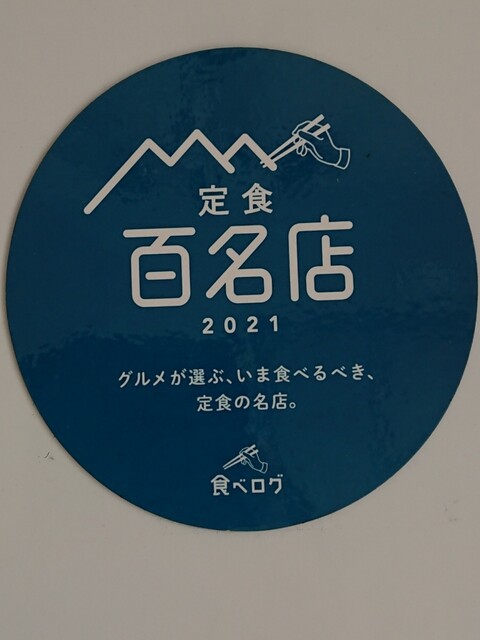 定食
百名店
2021
グルメが選ぶ、いま食べるべき、
定食の名店。
食べログ